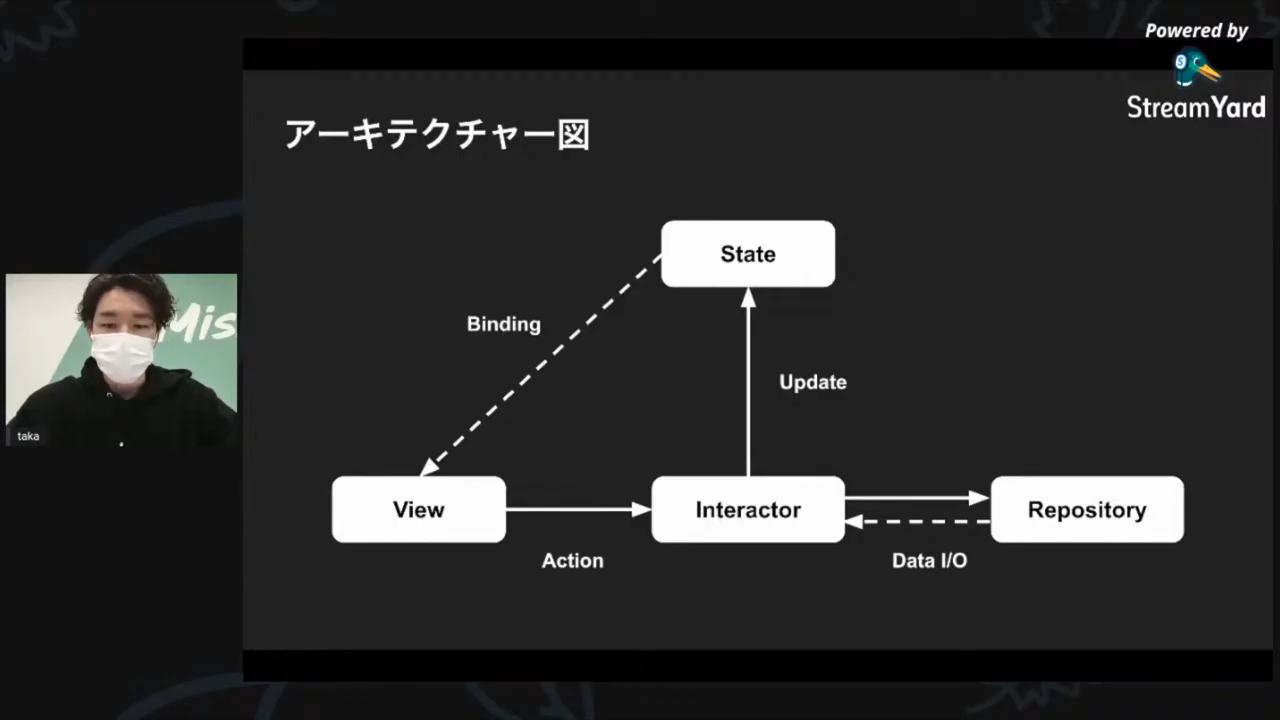 Powered by
StreamYard
アーキテクチャー図
State
Binding
Update
View
Interactor
Repository
Action
Data I/O
Mis
taka